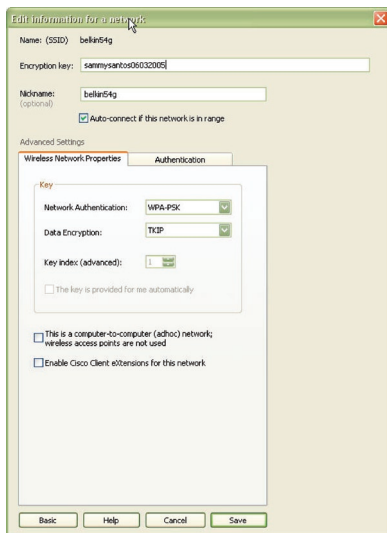 Edit information for a network
Name: (SSID) belkin54g
Encryption key: sammysantos06032005
Nickname: belkin54g
(optional)
Auto-connect if this network is in range
Advanced Settings
Wireless Network Properties Authentication
Key
Network Authentication: WPA-PSK
Data Encryption: TKIP
Key index (advanced): 1
The key is provided for me automatically
This is a computer-to-computer (adhoc) network;
wireless access points are not used
Enable Cisco Client eXtensions for this network
Basic Help Cancel Save